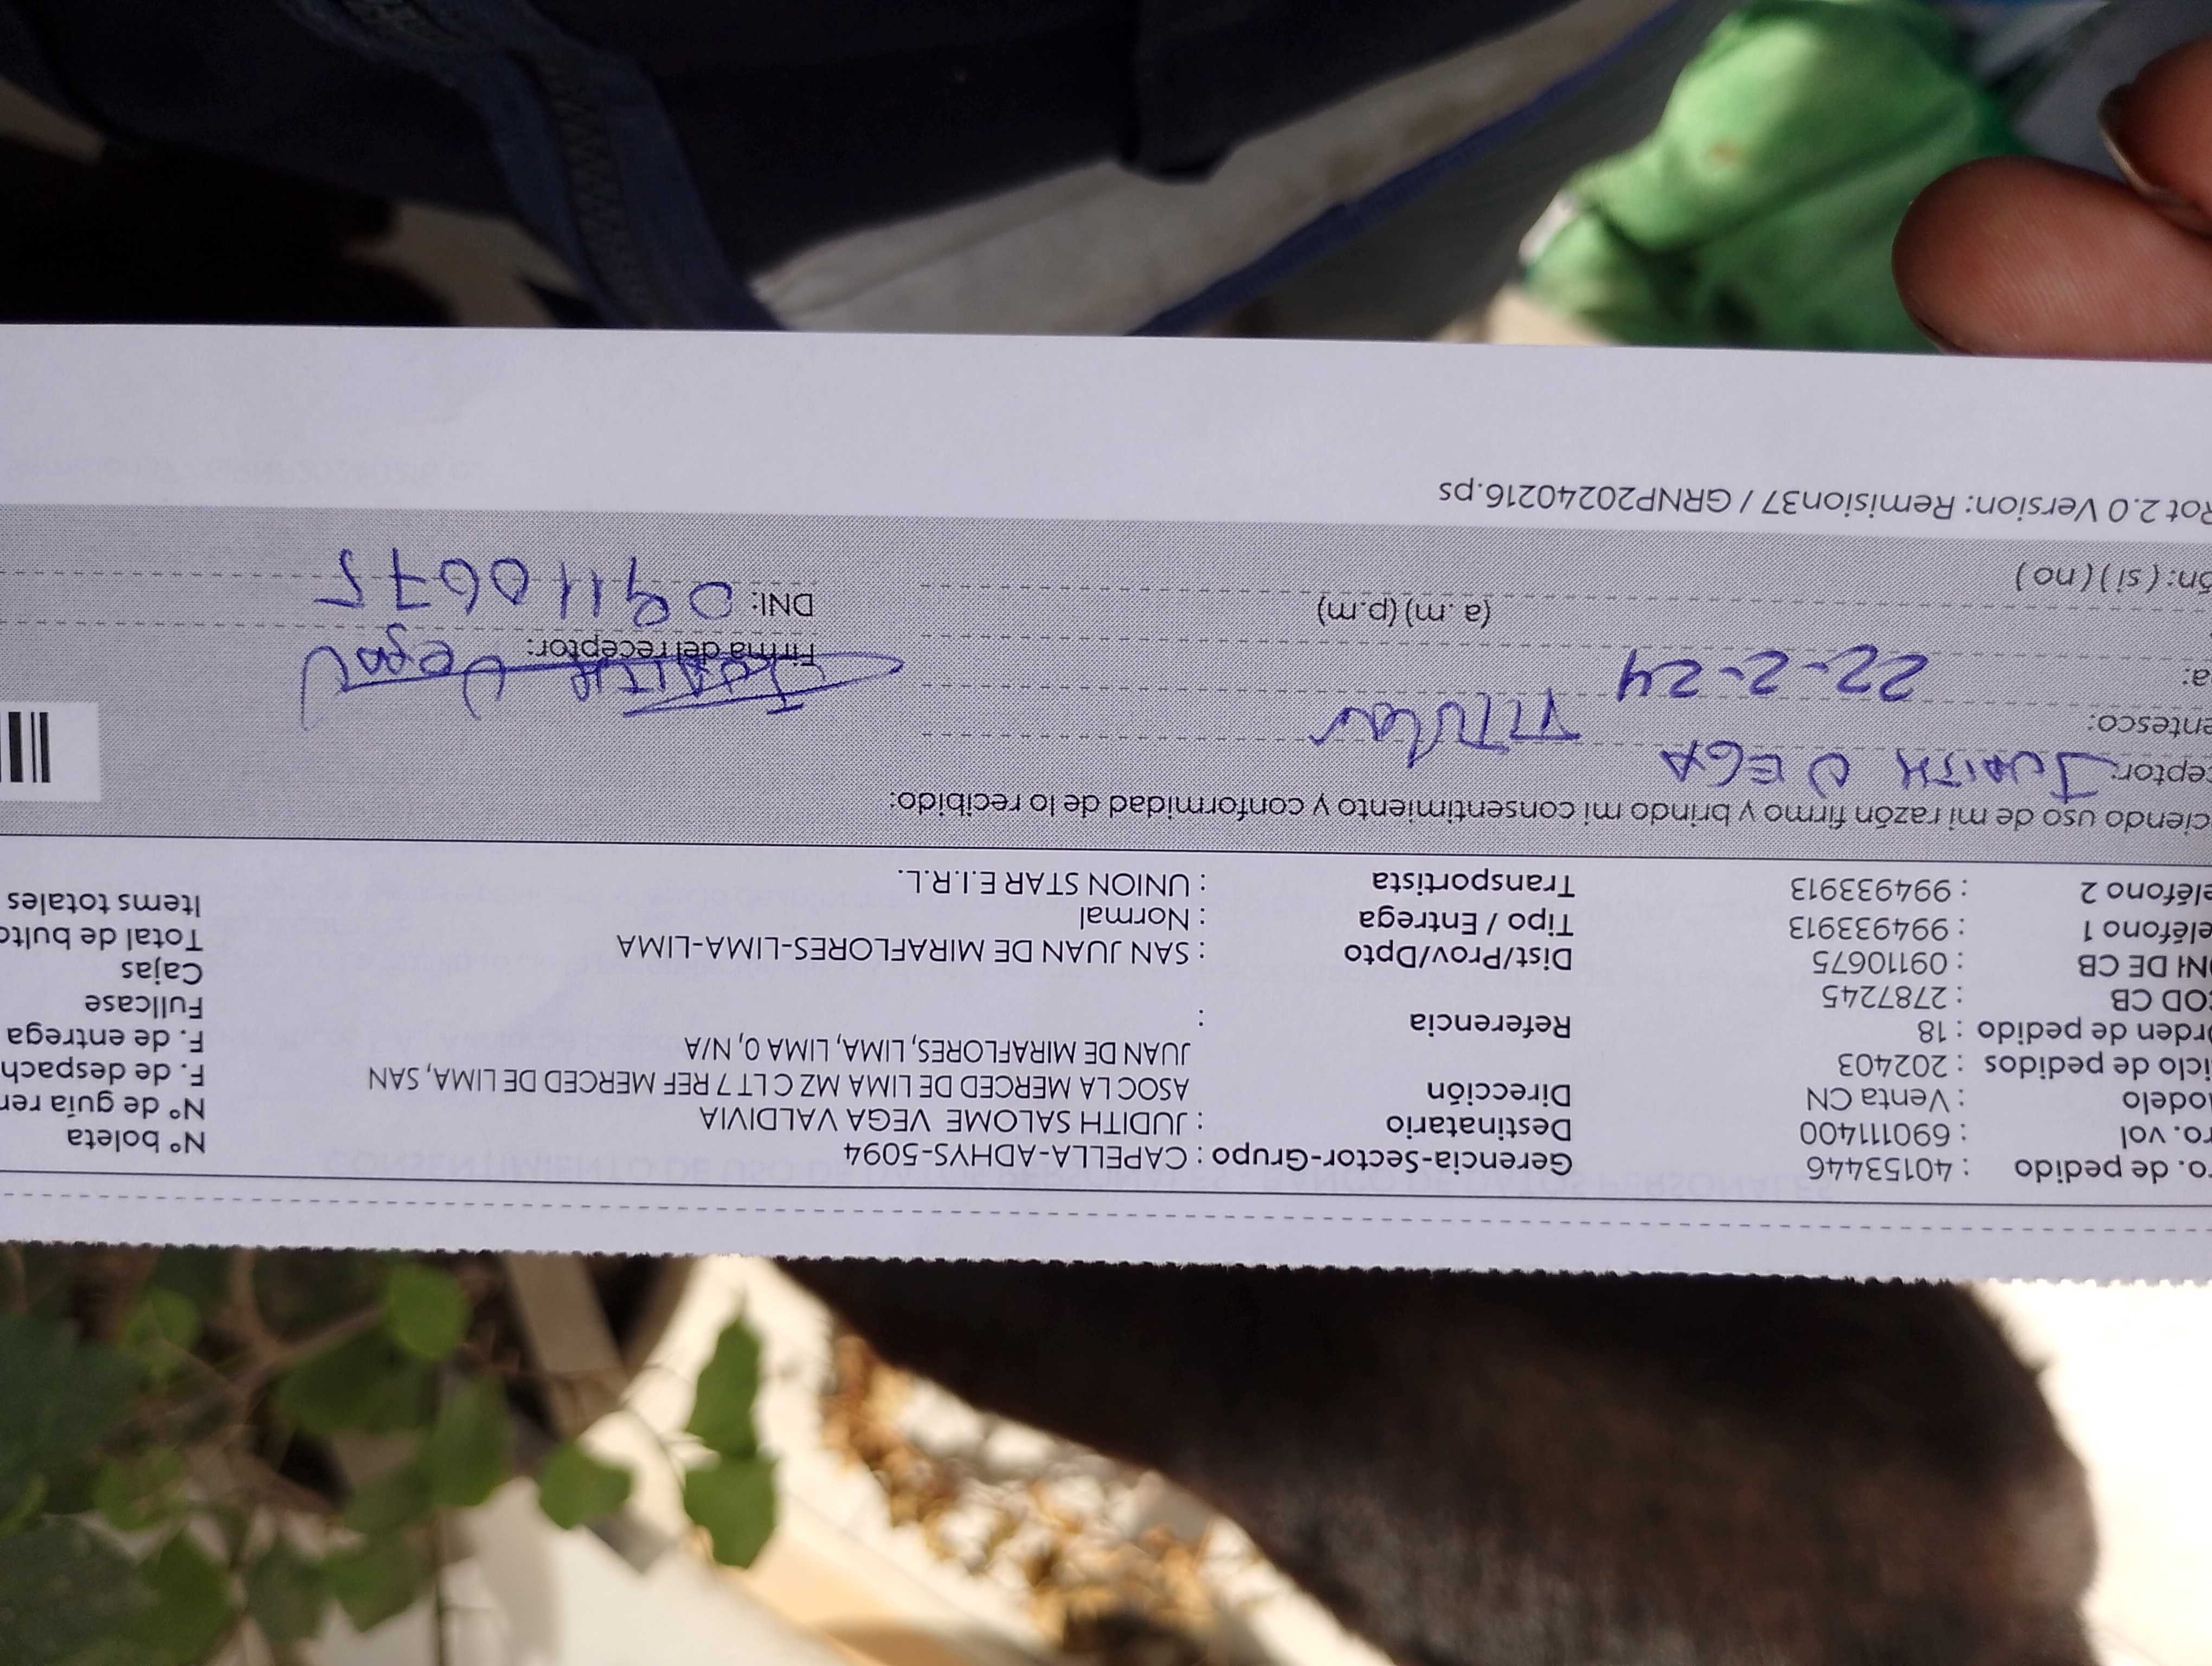 ro. de pedido : 40153446 Gerencia-Sector-Grupo : CAPELLA-ADHYS-5094 Nº boleta
ro. vol : 690111400 Destinatario : JUDITH SALOME VEGA VALDIVIA Nº de guía rer
odelo : Venta CN Dirección ASOC LA MERCED DE LIMA MZ C LT 7 REF MERCED DE LIMA, SAN F. de despach
iclo de pedidos : 202403 JUAN DE MIRAFLORES, LIMA, LIMA 0, N/A F. de entrega
rden de pedido : 18 Referencia : Fullcase
COD CB : 2787245 Cajas
DNI DE CB : 09110675 Dist/Prov/Dpto : SAN JUAN DE MIRAFLORES-LIMA-LIMA Total de bulto
eléfono 1 : 994933913 Tipo / Entrega : Normal Items totales
eléfono 2 : 994933913 Transportista : UNION STAR E.I.R.L.
ciendo uso de mi razón firmo y brindo mi consentimiento y conformidad de lo recibido:
ceptor: JUDITH VEGA
entesco: TITULAR
a: 22-2-24 Firma del receptor: JUDITH Vega
(a.m) (p.m) DNI: 09110675
ón: (si) (no)
Rot 2.0 Version: Remision37 / GRNP20240216.ps